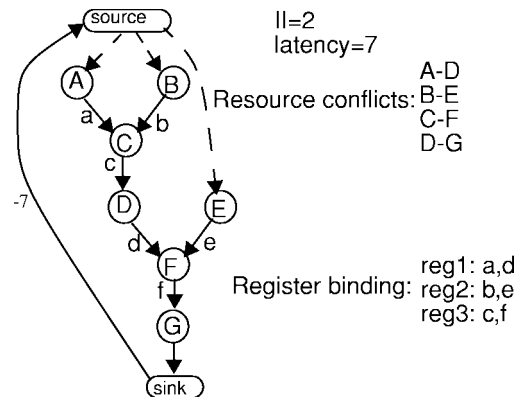 source
II=2
latency=7
A
B
Resource conflicts:
A-D
B-E
C-F
D-G
a
b
C
c
-7
D
E
d
e
F
f
Register binding:
reg1: a,d
reg2: b,e
reg3: c,f
G
sink